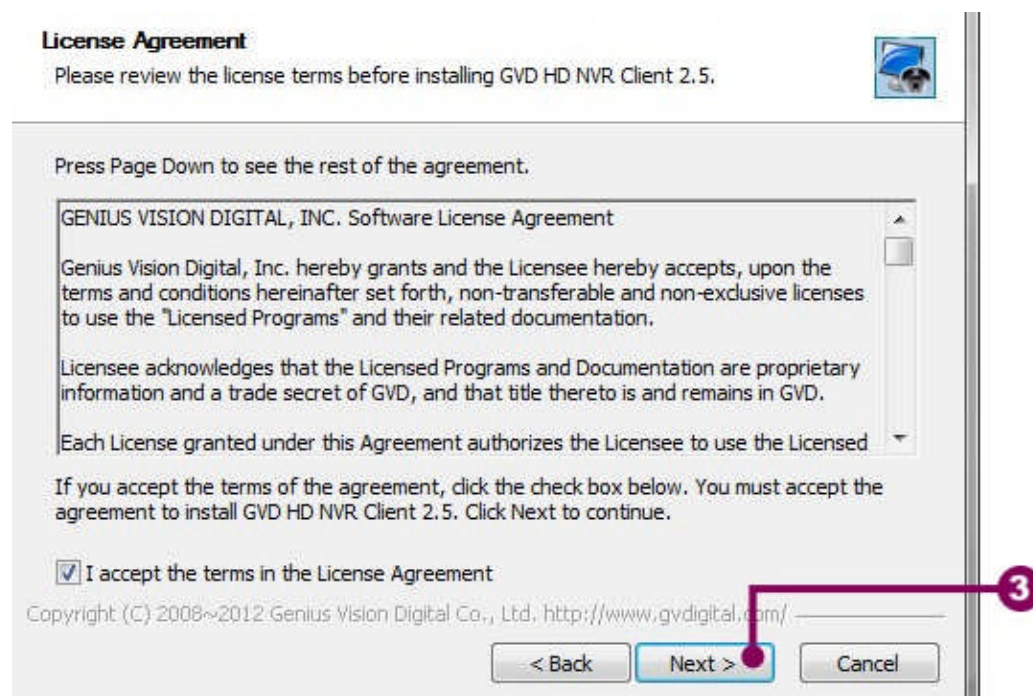 License Agreement
Please review the license terms before installing GVD HD NVR Client 2.5.
Press Page Down to see the rest of the agreement.
GENIUS VISION DIGITAL, INC. Software License Agreement
Genius Vision Digital, Inc. hereby grants and the Licensee hereby accepts, upon the
terms and conditions hereinafter set forth, non-transferable and non-exclusive licenses
to use the "Licensed Programs" and their related documentation.
Licensee acknowledges that the Licensed Programs and Documentation are proprietary
information and a trade secret of GVD, and that title thereto is and remains in GVD.
Each License granted under this Agreement authorizes the Licensee to use the Licensed
If you accept the terms of the agreement, click the check box below. You must accept the
agreement to install GVD HD NVR Client 2.5. Click Next to continue.
I accept the terms in the License Agreement
3
Copyright (C) 2008~2012 Genius Vision Digital Co., Ltd. http://www.gvdigital.com/
< Back Next > Cancel